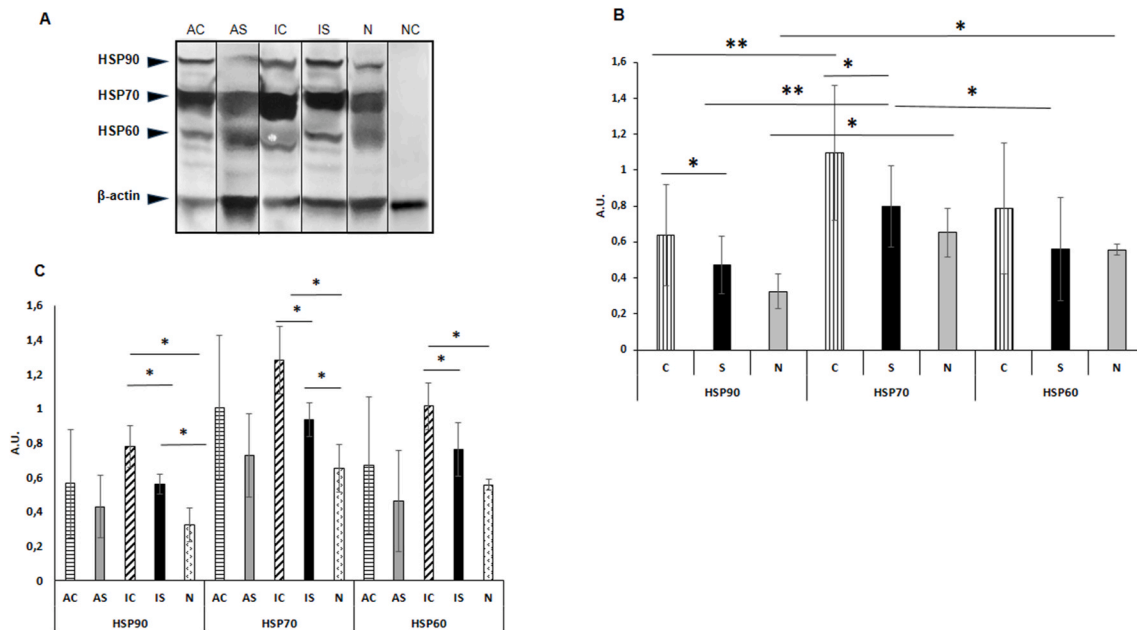 A
AC AS IC IS N NC
HSP90
HSP70
HSP60
β-actin
B
A.U.
1,6
1,4
1,2
1
0,8
0,6
0,4
0,2
0
** * * ** * * *
C S N C S N C S N
HSP90 HSP70 HSP60
C
A.U.
1,6
1,4
1,2
1
0,8
0,6
0,4
0,2
0
* * * * * * * *
AC AS IC IS N AC AS IC IS N AC AS IC IS N
HSP90 HSP70 HSP60